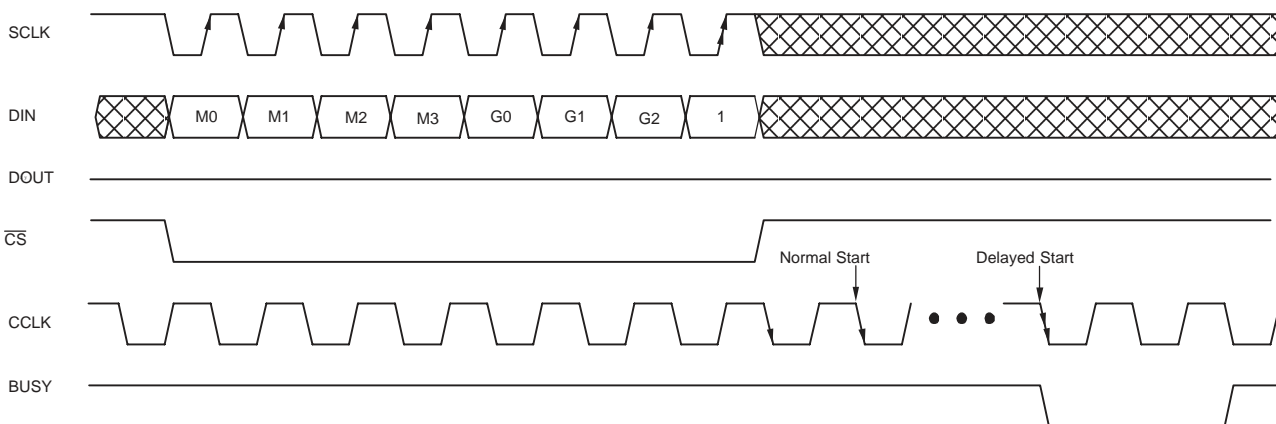 SCLK
DIN
M0 M1 M2 M3 G0 G1 G2 1
DOUT
CS
Normal Start Delayed Start
CCLK
BUSY